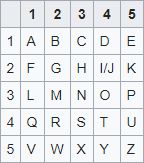 1 2 3 4 5
1 A B C D E
2 F G H I/J K
3 L M N O P
4 Q R S T U
5 V W X Y Z